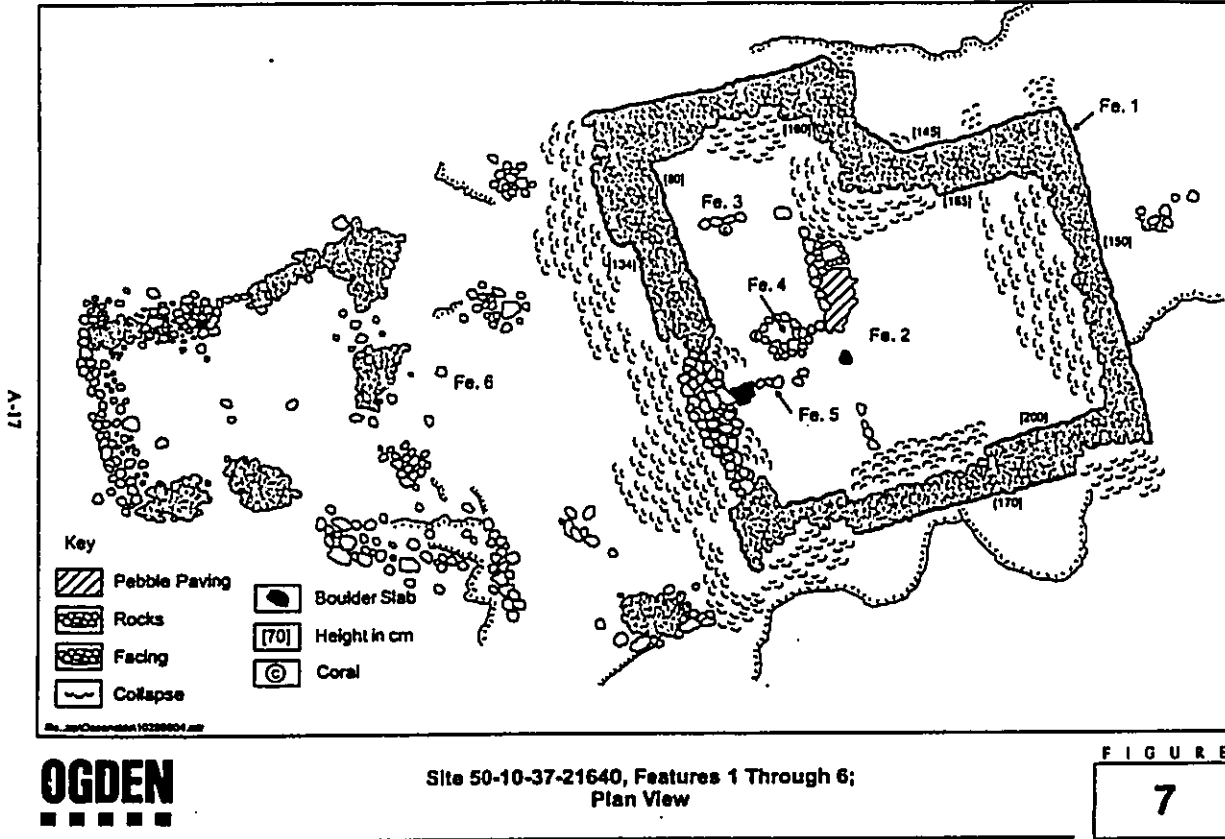 Fe. 1
[160]
[145]
[80]
Fe. 3
[163]
©
[150]
[134]
Fe. 4
Fe. 2
Fe. 6
A-17
Fe. 5
[200]
[170]
Key
Pebble Paving
Rocks
Facing
Collapse
Boulder Slab
[70] Height in cm
© Coral
OGDEN
Site 50-10-37-21640, Features 1 Through 6;
Plan View
FIGURE
7